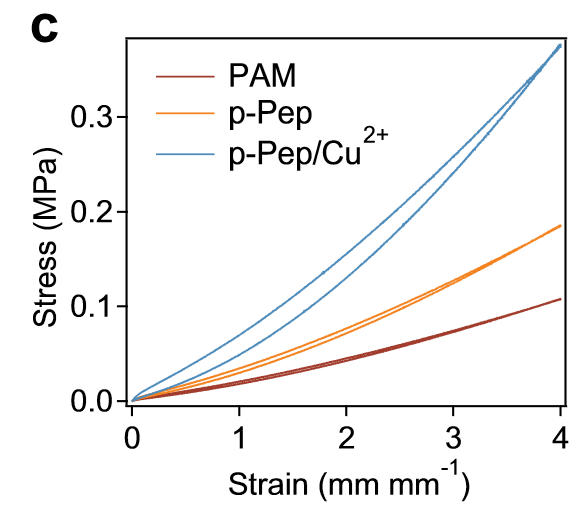 c
PAM
p-Pep
p-Pep/Cu²⁺
Stress (MPa)
0.3
0.2
0.1
0.0
0 1 2 3 4
Strain (mm mm⁻¹)